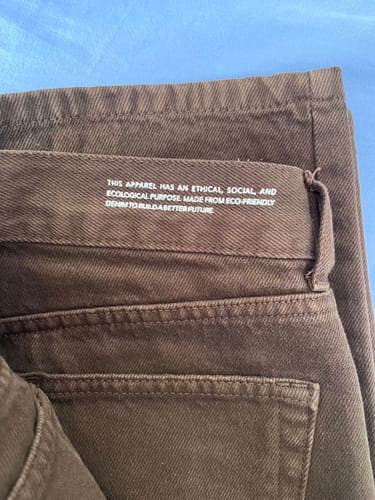 THIS APPAREL HAS AN ETHICAL, SOCIAL, AND
ECOLOGICAL PURPOSE. MADE FROM ECO-FRIENDLY
DENIM TO BUILD A BETTER FUTURE